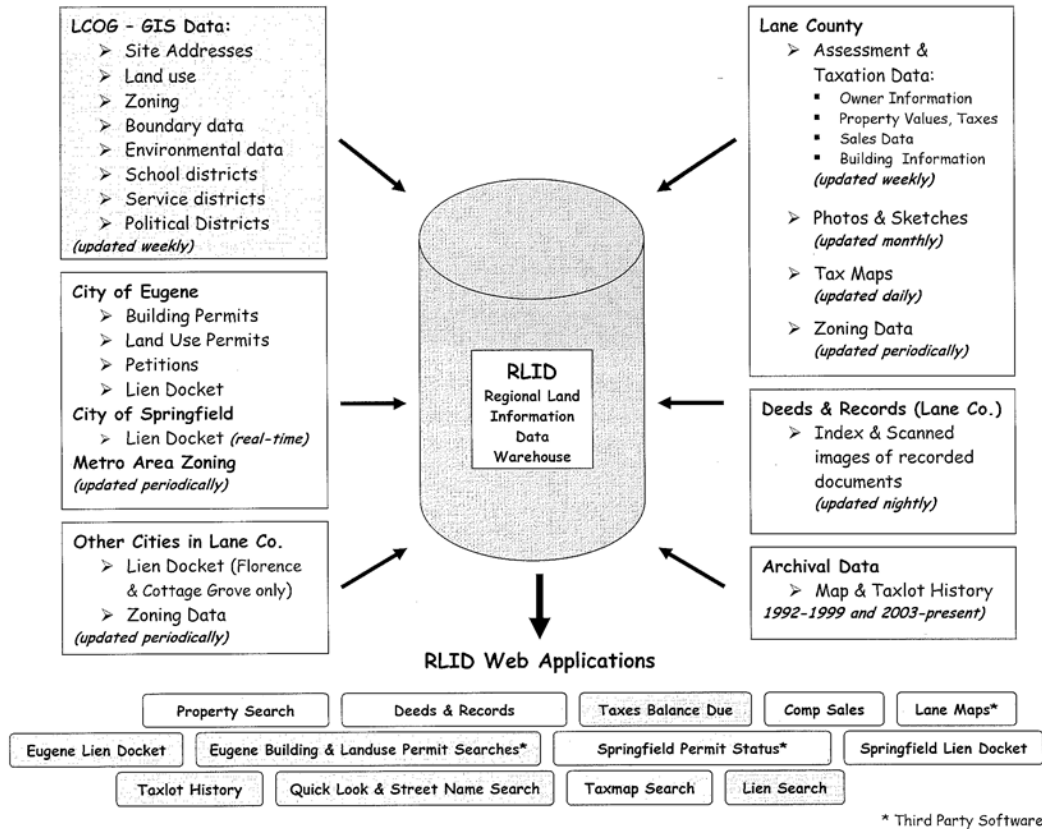 LCOG - GIS Data:
➢ Site Addresses
➢ Land use
➢ Zoning
➢ Boundary data
➢ Environmental data
➢ School districts
➢ Service districts
➢ Political Districts
(updated weekly)
City of Eugene
➢ Building Permits
➢ Land Use Permits
➢ Petitions
➢ Lien Docket
City of Springfield
➢ Lien Docket (real-time)
Metro Area Zoning
(updated periodically)
Other Cities in Lane Co.
➢ Lien Docket (Florence
& Cottage Grove only)
➢ Zoning Data
(updated periodically)
RLID
Regional Land
Information
Data
Warehouse
Lane County
➢ Assessment &
Taxation Data:
▪ Owner Information
▪ Property Values, Taxes
▪ Sales Data
▪ Building Information
(updated weekly)
➢ Photos & Sketches
(updated monthly)
➢ Tax Maps
(updated daily)
➢ Zoning Data
(updated periodically)
Deeds & Records (Lane Co.)
➢ Index & Scanned
images of recorded
documents
(updated nightly)
Archival Data
➢ Map & Taxlot History
1992-1999 and 2003-present)
RLID Web Applications
Property Search
Deeds & Records
Taxes Balance Due
Comp Sales
Lane Maps*
Eugene Lien Docket
Eugene Building & Landuse Permit Searches*
Springfield Permit Status*
Springfield Lien Docket
Taxlot History
Quick Look & Street Name Search
Taxmap Search
Lien Search
* Third Party Software